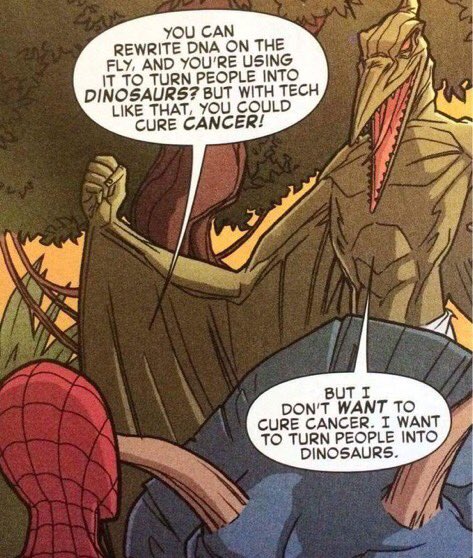 YOU CAN
REWRITE DNA ON THE
FLY, AND YOU'RE USING
IT TO TURN PEOPLE INTO
DINOSAURS? BUT WITH TECH
LIKE THAT, YOU COULD
CURE CANCER!
BUT I
DON'T WANT TO
CURE CANCER. I WANT
TO TURN PEOPLE INTO
DINOSAURS.